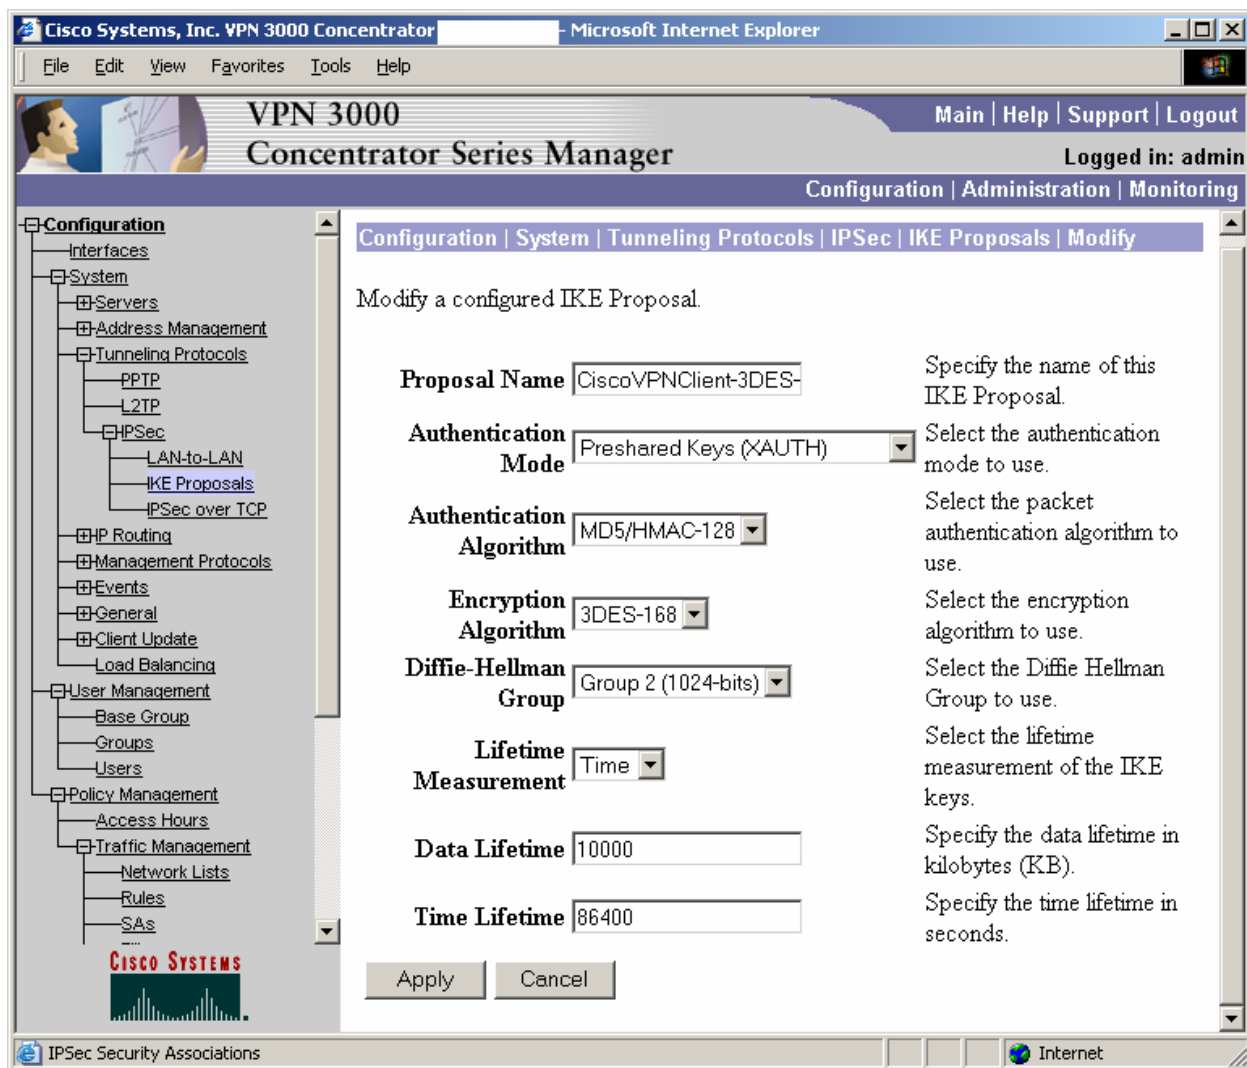 Cisco Systems, Inc. VPN 3000 Concentrator - Microsoft Internet Explorer
File Edit View Favorites Tools Help
VPN 3000
Concentrator Series Manager
Main | Help | Support | Logout
Logged in: admin
Configuration | Administration | Monitoring
Configuration
Interfaces
System
Servers
Address Management
Tunneling Protocols
PPTP
L2TP
IPSec
LAN-to-LAN
IKE Proposals
IPSec over TCP
IP Routing
Management Protocols
Events
General
Client Update
Load Balancing
User Management
Base Group
Groups
Users
Policy Management
Access Hours
Traffic Management
Network Lists
Rules
SAs
CISCO SYSTEMS
Configuration | System | Tunneling Protocols | IPSec | IKE Proposals | Modify
Modify a configured IKE Proposal.
Proposal Name CiscoVPNClient-3DES-
Specify the name of this
IKE Proposal.
Authentication
Mode
Preshared Keys (XAUTH)
Select the authentication
mode to use.
Authentication
Algorithm
MD5/HMAC-128
Select the packet
authentication algorithm to
use.
Encryption
Algorithm
3DES-168
Select the encryption
algorithm to use.
Diffie-Hellman
Group
Group 2 (1024-bits)
Select the Diffie Hellman
Group to use.
Lifetime
Measurement
Time
Select the lifetime
measurement of the IKE
keys.
Data Lifetime 10000
Specify the data lifetime in
kilobytes (KB).
Time Lifetime 86400
Specify the time lifetime in
seconds.
Apply Cancel
IPSec Security Associations
Internet